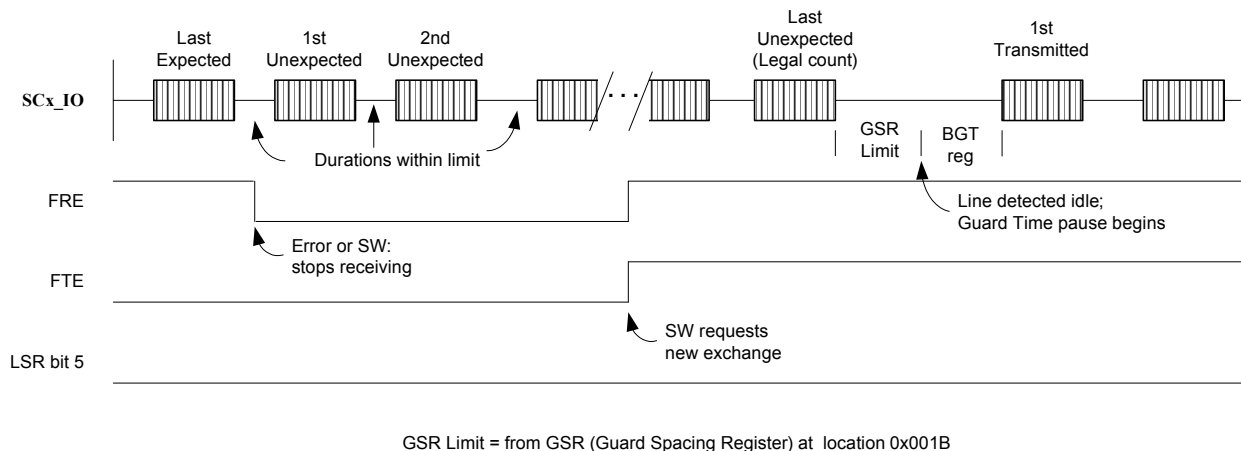 Last
Expected
1st
Unexpected
2nd
Unexpected
Last
Unexpected
(Legal count)
1st
Transmitted
SCx_IO
. . .
Durations within limit
GSR
Limit
BGT
reg
FRE
Line detected idle;
Guard Time pause begins
Error or SW:
stops receiving
FTE
SW requests
new exchange
LSR bit 5
GSR Limit = from GSR (Guard Spacing Register) at location 0x001B